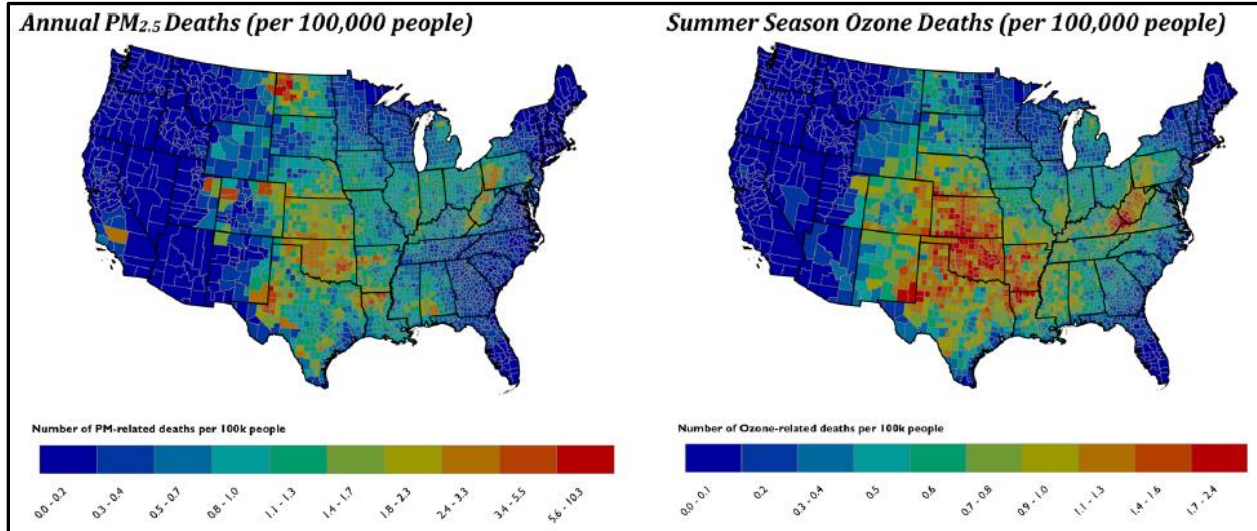 Annual PM2.5 Deaths (per 100,000 people)
Number of PM-related deaths per 100k people
0.0 - 0.2
0.3 - 0.4
0.5 - 0.7
0.8 - 1.0
1.1 - 1.3
1.4 - 1.7
1.8 - 2.3
2.4 - 3.3
3.4 - 5.5
5.6 - 10.3
Summer Season Ozone Deaths (per 100,000 people)
Number of Ozone-related deaths per 100k people
0.0 - 0.1
0.2
0.3 - 0.4
0.5
0.6
0.7 - 0.8
0.9 - 1.0
1.1 - 1.3
1.4 - 1.6
1.7 - 2.4